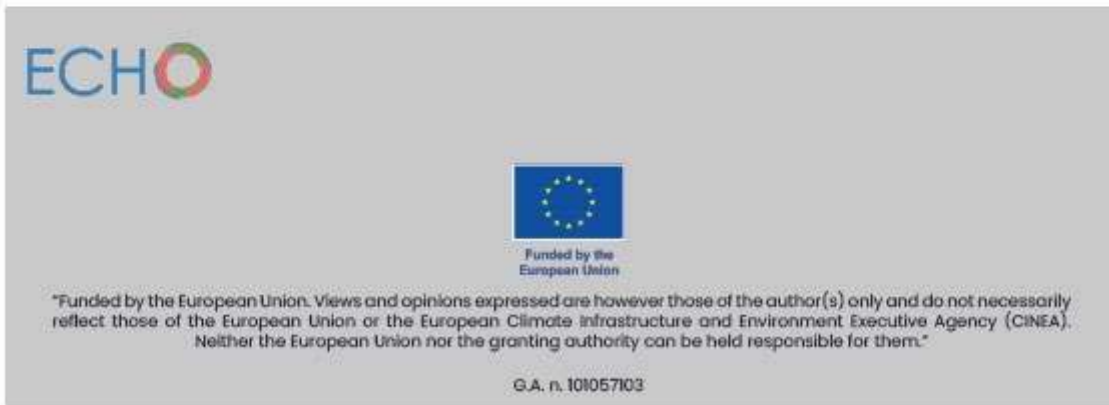 ECHO
Funded by the
European Union
"Funded by the European Union. Views and opinions expressed are however those of the author(s) only and do not necessarily
reflect those of the European Union or the European Climate Infrastructure and Environment Executive Agency (CINEA).
Neither the European Union nor the granting authority can be held responsible for them."
G.A. n. 101057103